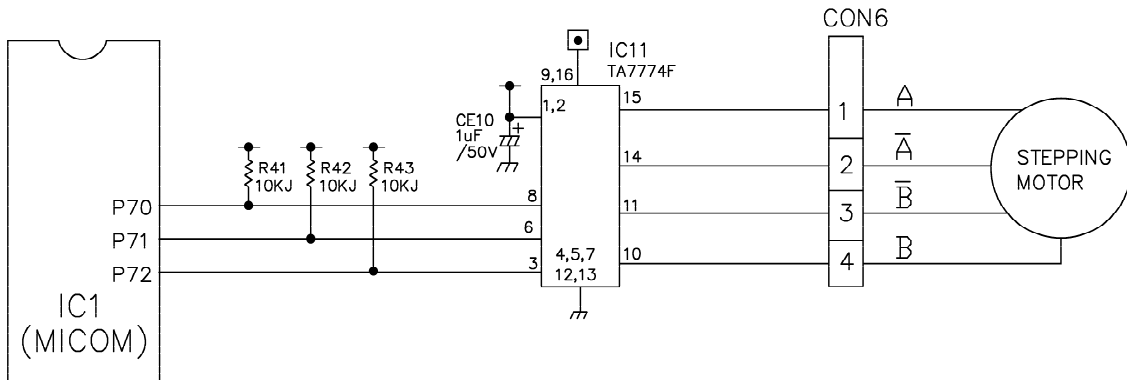 CON6
IC11
TA7774F
9,16
1,2
15
CE10
1uF
/50V
+
1
A
R41
10KJ
R42
10KJ
R43
10KJ
14
2
A̅
STEPPING
MOTOR
P70
8
11
3
B̅
P71
6
P72
3
4,5,7
12,13
10
4
B
IC1
(MICOM)